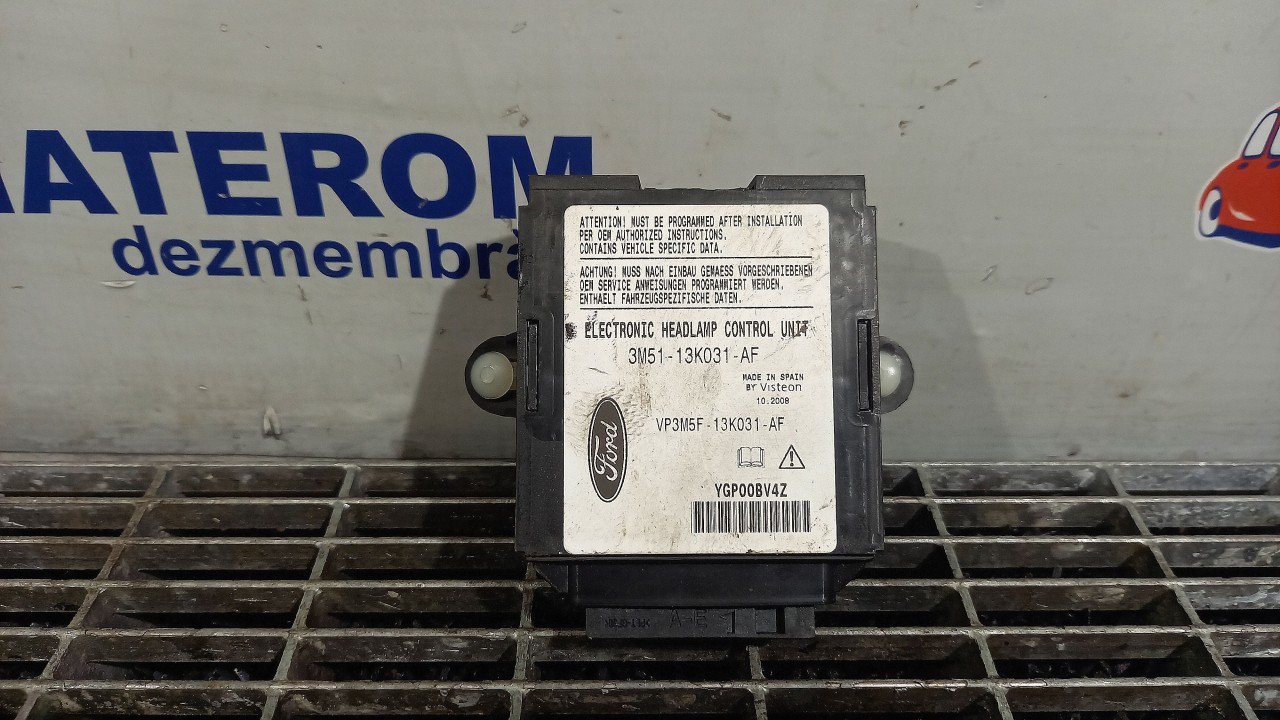 ATEROM
dezmembră
ATTENTION! MUST BE PROGRAMMED AFTER INSTALLATION
PER OEM AUTHORIZED INSTRUCTIONS.
CONTAINS VEHICLE SPECIFIC DATA.
ACHTUNG! MUSS NACH EINBAU GEMAESS VORGESCHRIEBENEN
OEM SERVICE ANWEISUNGEN PROGRAMMIERT WERDEN.
ENTHAELT FAHRZEUGSPEZIFISCHE DATEN.
ELECTRONIC HEADLAMP CONTROL UNIT
3M51-13K031-AF
MADE IN SPAIN
BY Visteon
10.2008
VP3M5F-13K031-AF
Ford
YGP00BV4Z